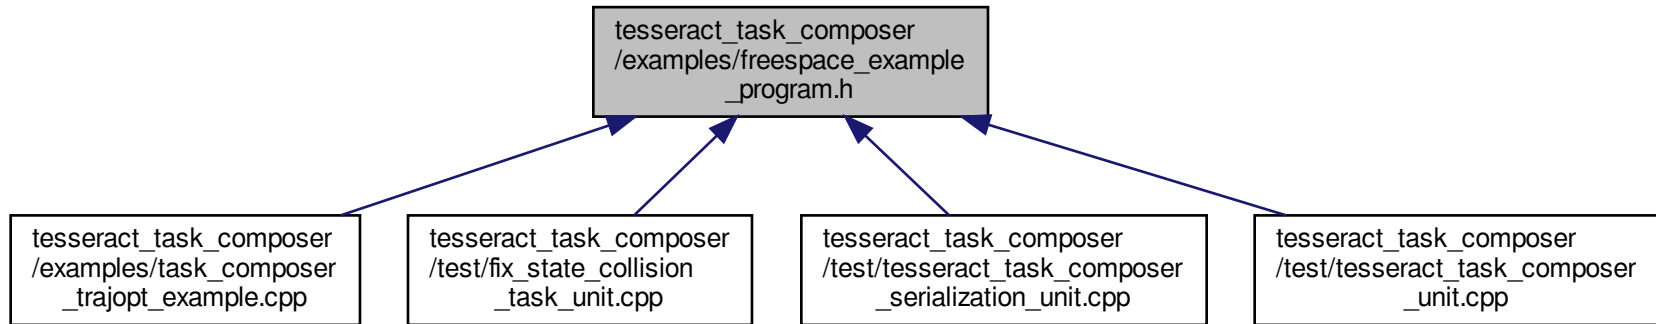 tesseract_task_composer
/examples/freespace_example
_program.h
tesseract_task_composer
/examples/task_composer
_trajopt_example.cpp
tesseract_task_composer
/test/fix_state_collision
_task_unit.cpp
tesseract_task_composer
/test/tesseract_task_composer
_serialization_unit.cpp
tesseract_task_composer
/test/tesseract_task_composer
_unit.cpp